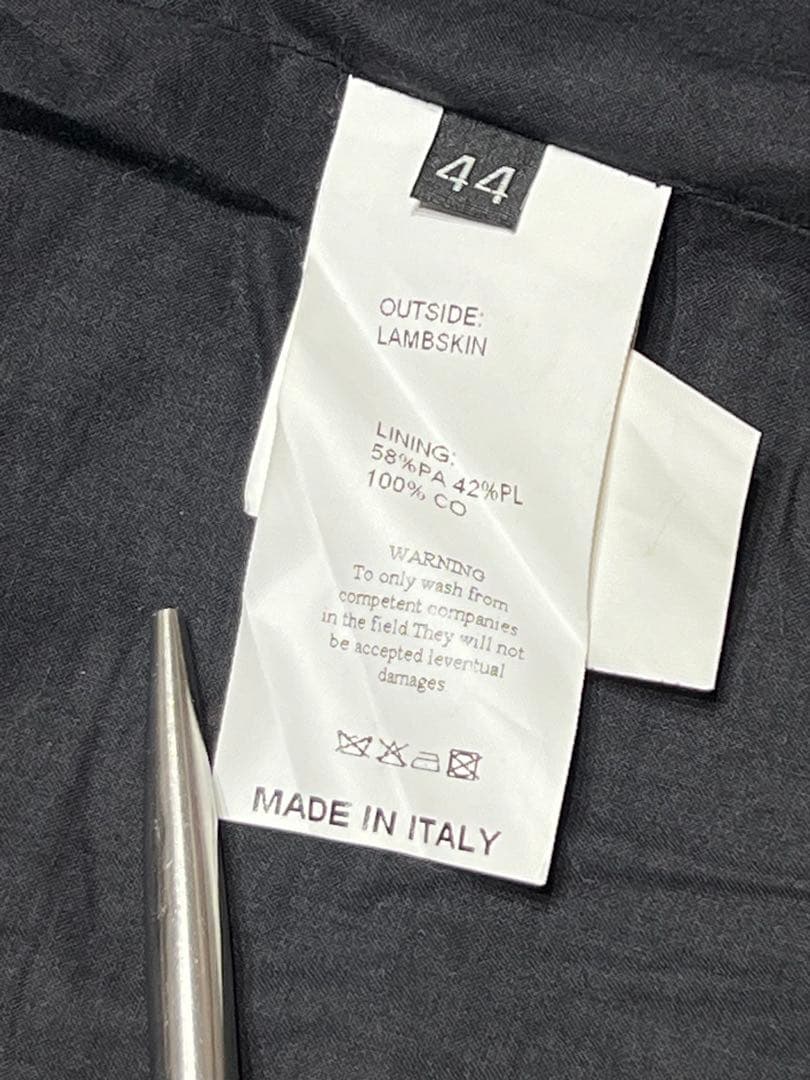 44
OUTSIDE:
LAMBSKIN
LINING:
58%PA 42%PL
100% CO
WARNING
To only wash from
competent companies
in the field They will not
be accepted leventual
damages
MADE IN ITALY